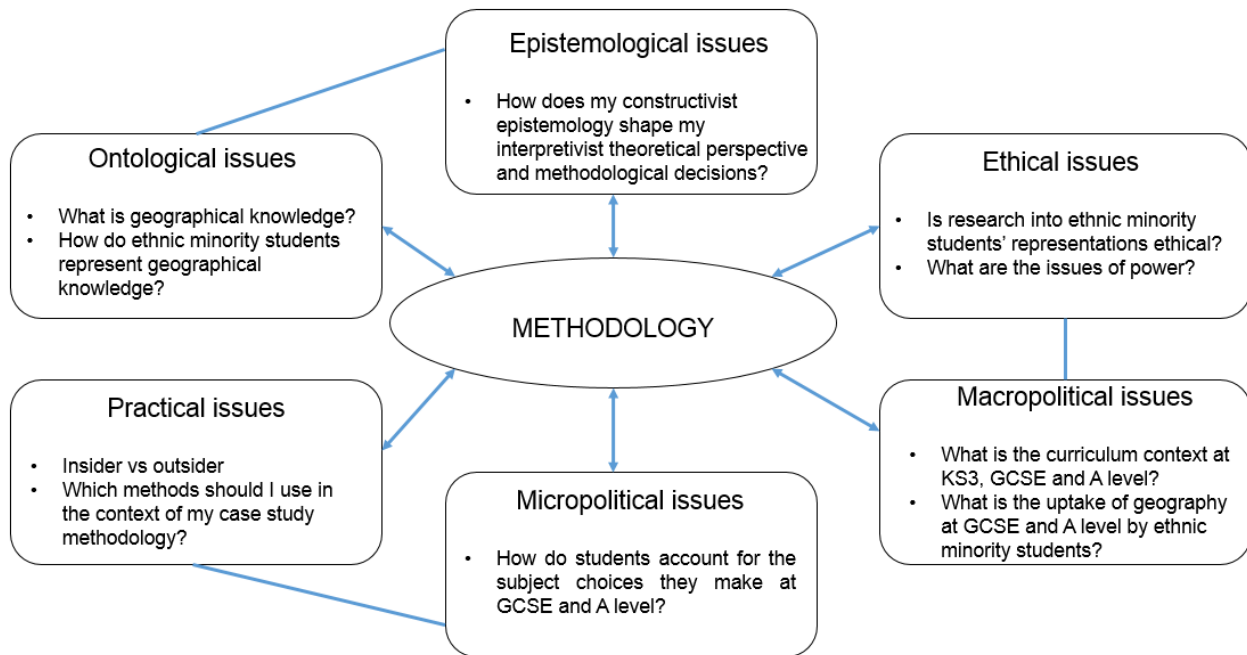 Epistemological issues
• How does my constructivist
epistemology shape my
interpretivist theoretical perspective
and methodological decisions?
Ontological issues
• What is geographical knowledge?
• How do ethnic minority students
represent geographical
knowledge?
Ethical issues
• Is research into ethnic minority
students’ representations ethical?
• What are the issues of power?
METHODOLOGY
Practical issues
• Insider vs outsider
• Which methods should I use in
the context of my case study
methodology?
Micropolitical issues
• How do students account for the
subject choices they make at
GCSE and A level?
Macropolitical issues
• What is the curriculum context at
KS3, GCSE and A level?
• What is the uptake of geography
at GCSE and A level by ethnic
minority students?